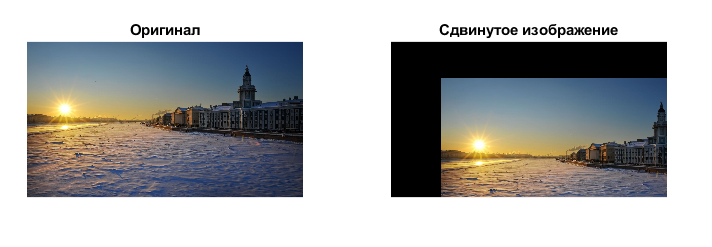 Оригинал
Сдвинутое изображение